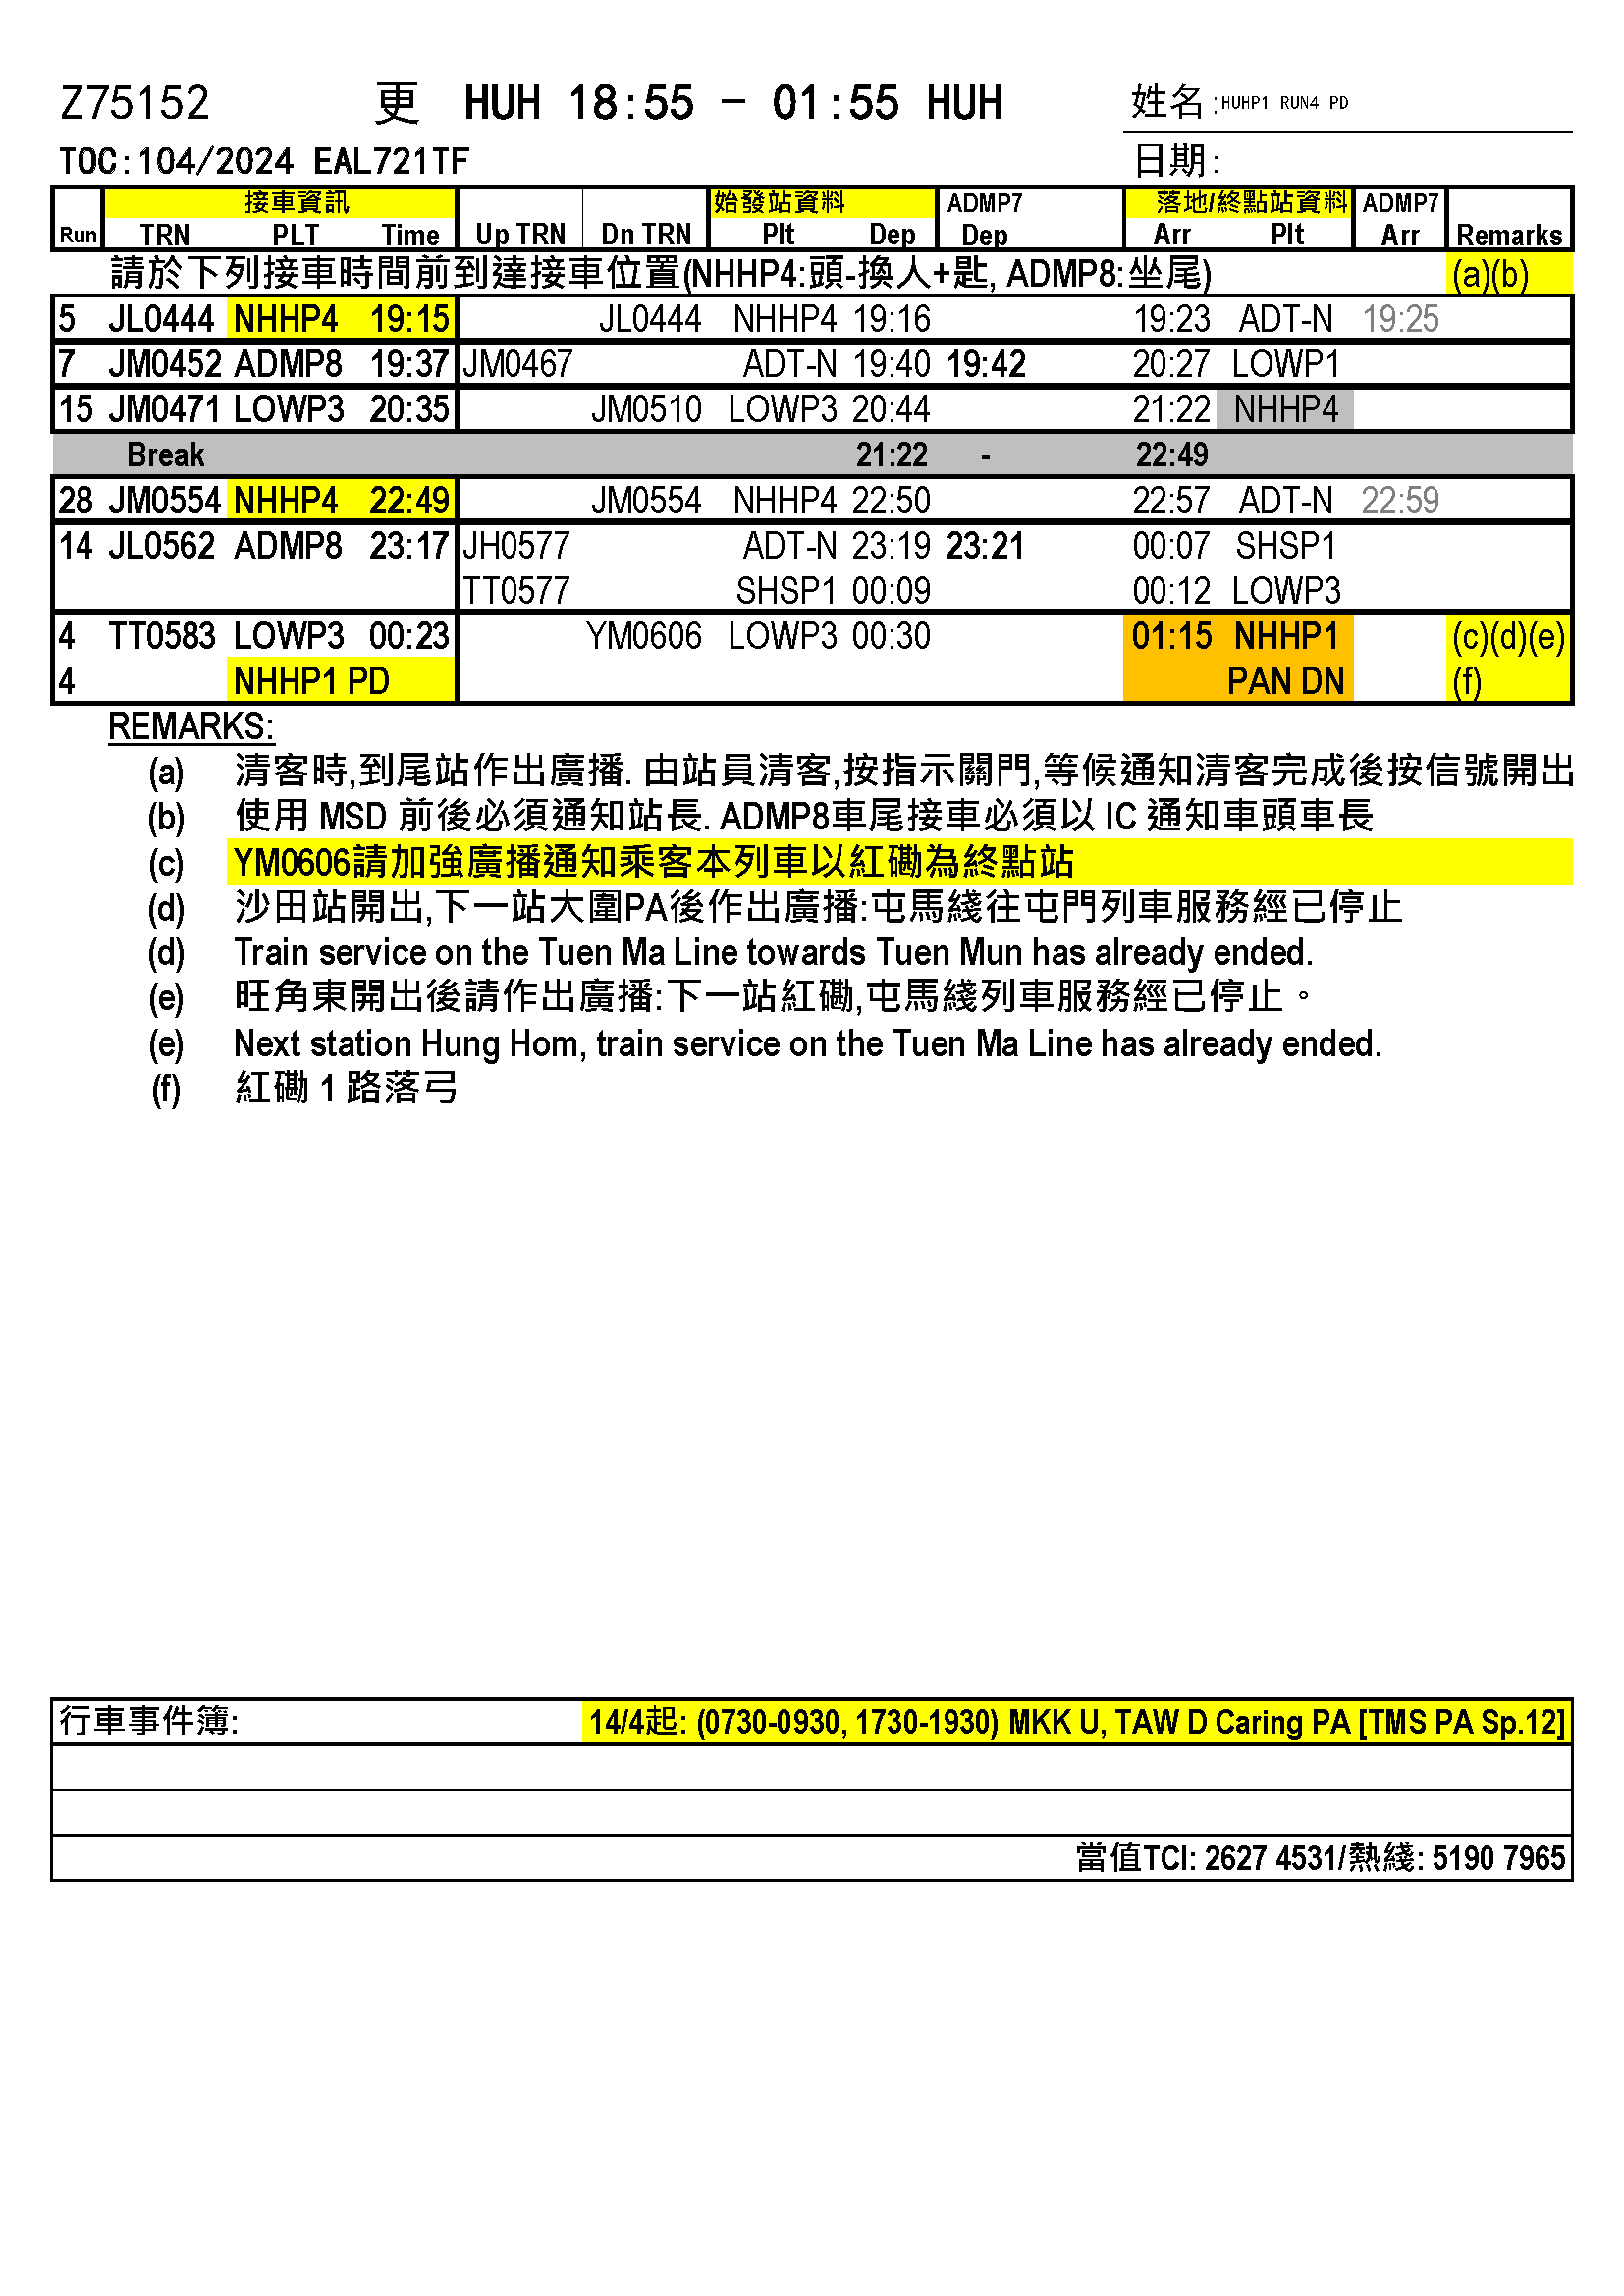 Z75152 更 HUH 18:55 - 01:55 HUH 姓名:HUHP1 RUN4 PD
TOC:104/2024 EAL721TF 日期:
接車資訊 始發站資料 ADMP7 落地/終點站資料 ADMP7
Run TRN PLT Time Up TRN Dn TRN Plt Dep Dep Arr Plt Arr Remarks
請於下列接車時間前到達接車位置(NHHP4:頭-換人+匙, ADMP8:坐尾) (a)(b)
5 JL0444 NHHP4 19:15 JL0444 NHHP4 19:16 19:23 ADT-N 19:25
7 JM0452 ADMP8 19:37 JM0467 ADT-N 19:40 19:42 20:27 LOWP1
15 JM0471 LOWP3 20:35 JM0510 LOWP3 20:44 21:22 NHHP4
Break 21:22 - 22:49
28 JM0554 NHHP4 22:49 JM0554 NHHP4 22:50 22:57 ADT-N 22:59
14 JL0562 ADMP8 23:17 JH0577 ADT-N 23:19 23:21 00:07 SHSP1
TT0577 SHSP1 00:09 00:12 LOWP3
4 TT0583 LOWP3 00:23 YM0606 LOWP3 00:30 01:15 NHHP1 (c)(d)(e)
4 NHHP1 PD PAN DN (f)
REMARKS:
(a) 清客時,到尾站作出廣播. 由站員清客,按指示關門,等候通知清客完成後按信號開出
(b) 使用 MSD 前後必須通知站長. ADMP8車尾接車必須以 IC 通知車頭車長
(c) YM0606請加強廣播通知乘客本列車以紅磡為終點站
(d) 沙田站開出,下一站大圍PA後作出廣播:屯馬綫往屯門列車服務經已停止
(d) Train service on the Tuen Ma Line towards Tuen Mun has already ended.
(e) 旺角東開出後請作出廣播:下一站紅磡,屯馬綫列車服務經已停止。
(e) Next station Hung Hom, train service on the Tuen Ma Line has already ended.
(f) 紅磡 1 路落弓
行車事件簿: 14/4起: (0730-0930, 1730-1930) MKK U, TAW D Caring PA [TMS PA Sp.12]
當值TCI: 2627 4531/熱綫: 5190 7965